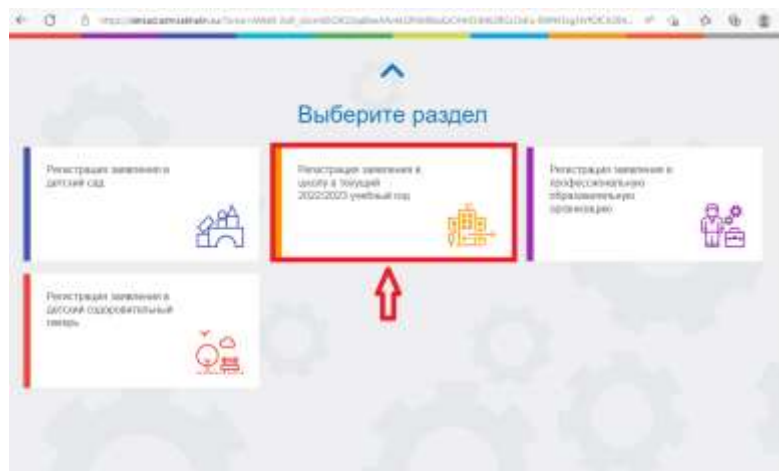 Выберите раздел
Регистрация заявления в
детский сад
Регистрация заявления в
школу в текущий
2022/2023 учебный год
Регистрация заявления в
профессиональную
образовательную
организацию
Регистрация заявления в
детский оздоровительный
лагерь